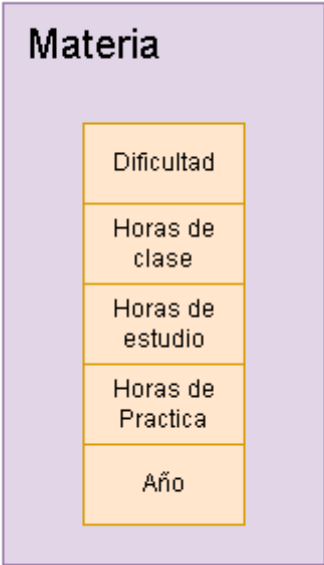 Materia
Dificultad
Horas de
clase
Horas de
estudio
Horas de
Practica
Año